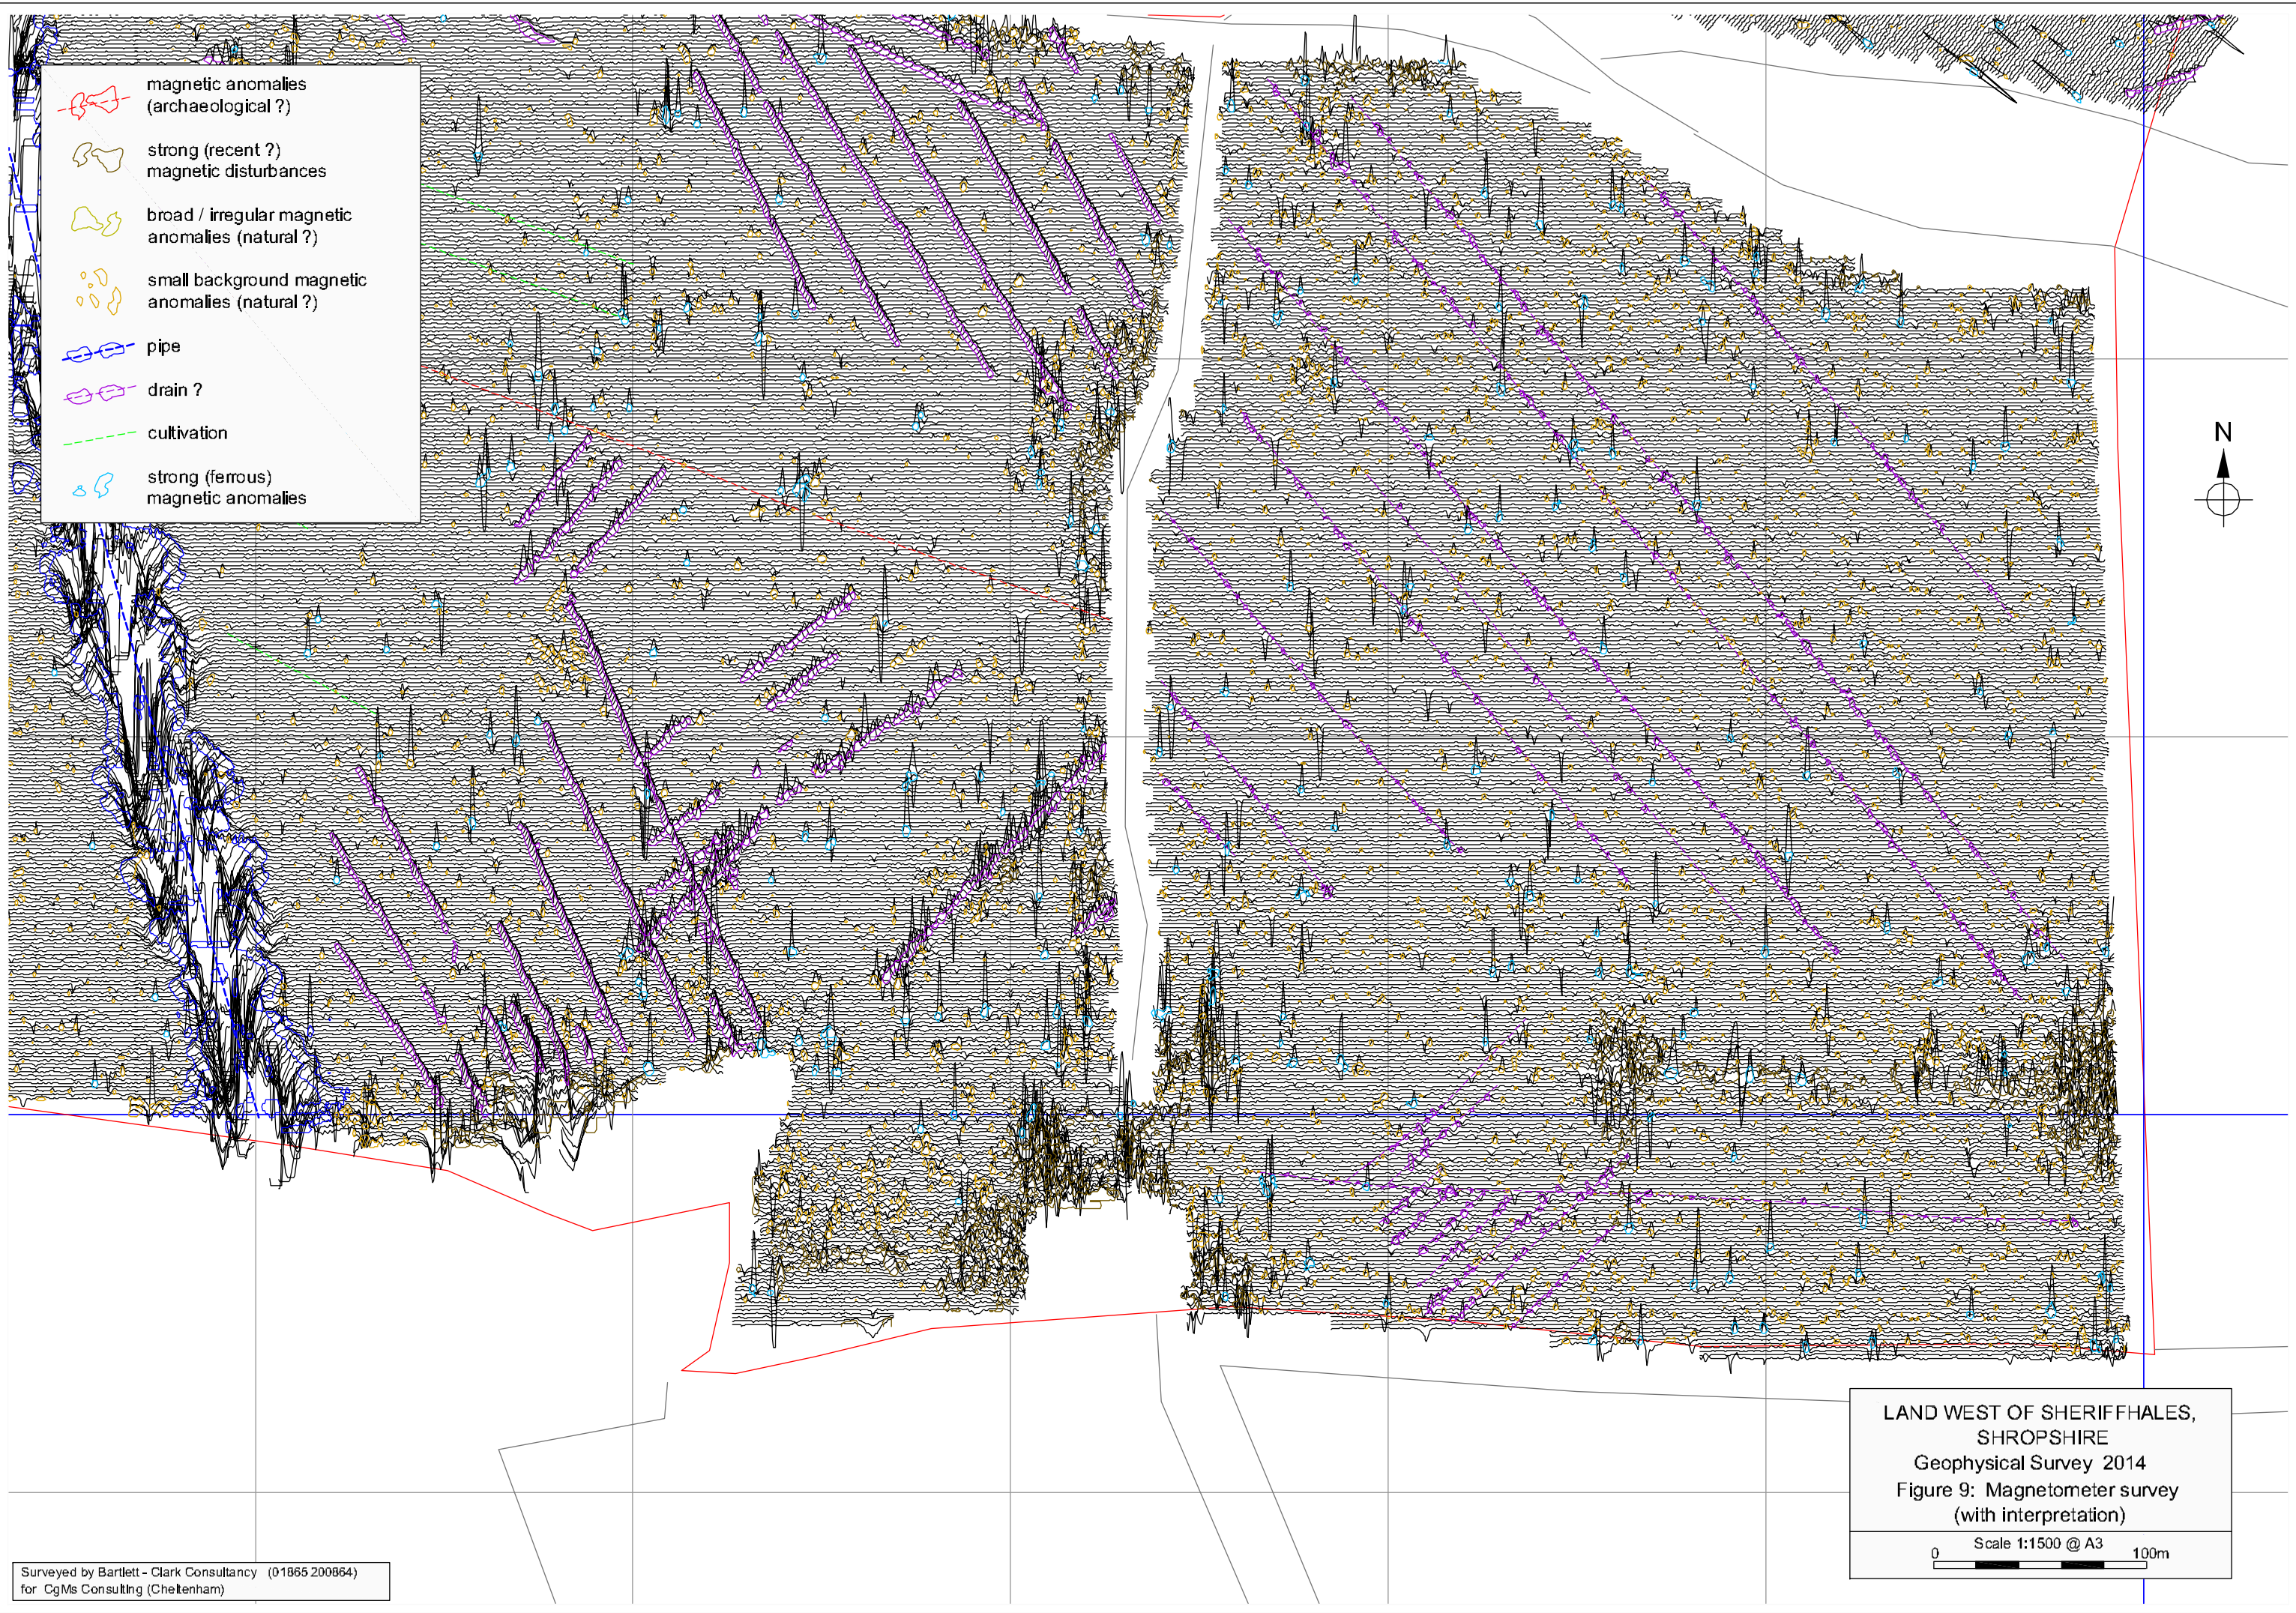 magnetic anomalies
(archaeological ?)
strong (recent ?)
magnetic disturbances
broad / irregular magnetic
anomalies (natural ?)
small background magnetic
anomalies (natural ?)
pipe
drain ?
cultivation
strong (ferrous)
magnetic anomalies
N
LAND WEST OF SHERIFFHALES,
SHROPSHIRE
Geophysical Survey 2014
Figure 9: Magnetometer survey
(with interpretation)
Scale 1:1500 @ A3
0 100m
Surveyed by Bartlett - Clark Consultancy (01865 200864)
for CgMs Consulting (Cheltenham)